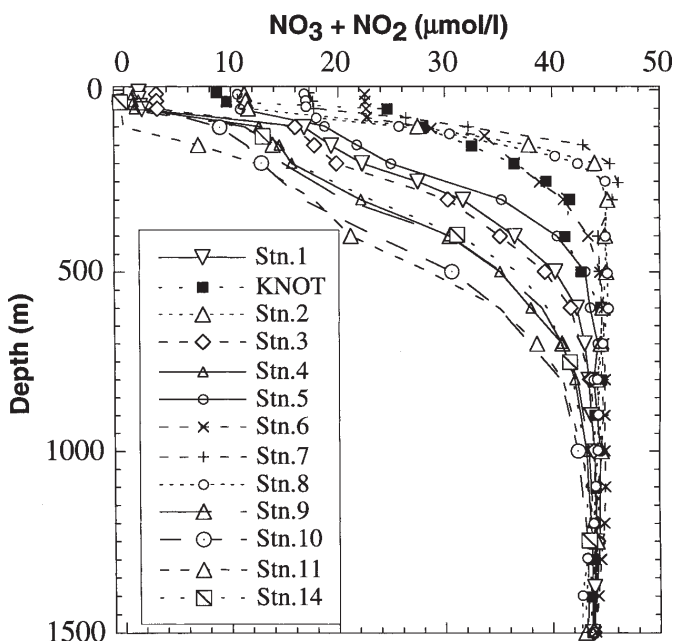 NO3 + NO2 (μmol/l)
0 10 20 30 40 50
0
500
1000
1500
Depth (m)
Stn.1
KNOT
Stn.2
Stn.3
Stn.4
Stn.5
Stn.6
Stn.7
Stn.8
Stn.9
Stn.10
Stn.11
Stn.14